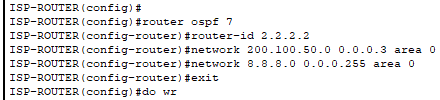 ISP-ROUTER(config)#
ISP-ROUTER(config)#router ospf 7
ISP-ROUTER(config-router)#router-id 2.2.2.2
ISP-ROUTER(config-router)#network 200.100.50.0 0.0.0.3 area 0
ISP-ROUTER(config-router)#network 8.8.8.0 0.0.0.255 area 0
ISP-ROUTER(config-router)#exit
ISP-ROUTER(config)#do wr